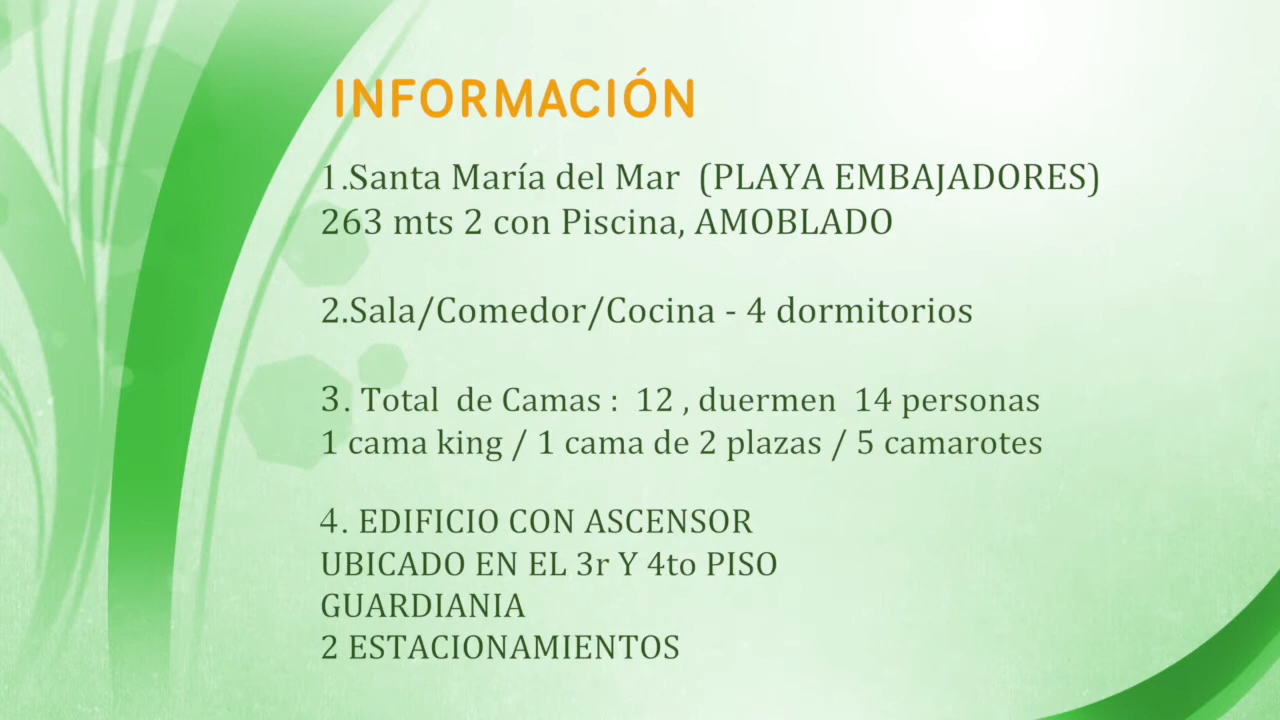 INFORMACIÓN
1.Santa María del Mar (PLAYA EMBAJADORES)
263 mts 2 con Piscina, AMOBLADO
2.Sala/Comedor/Cocina - 4 dormitorios
3. Total de Camas : 12 , duermen 14 personas
1 cama king / 1 cama de 2 plazas / 5 camarotes
4. EDIFICIO CON ASCENSOR
UBICADO EN EL 3r Y 4to PISO
GUARDIANIA
2 ESTACIONAMIENTOS